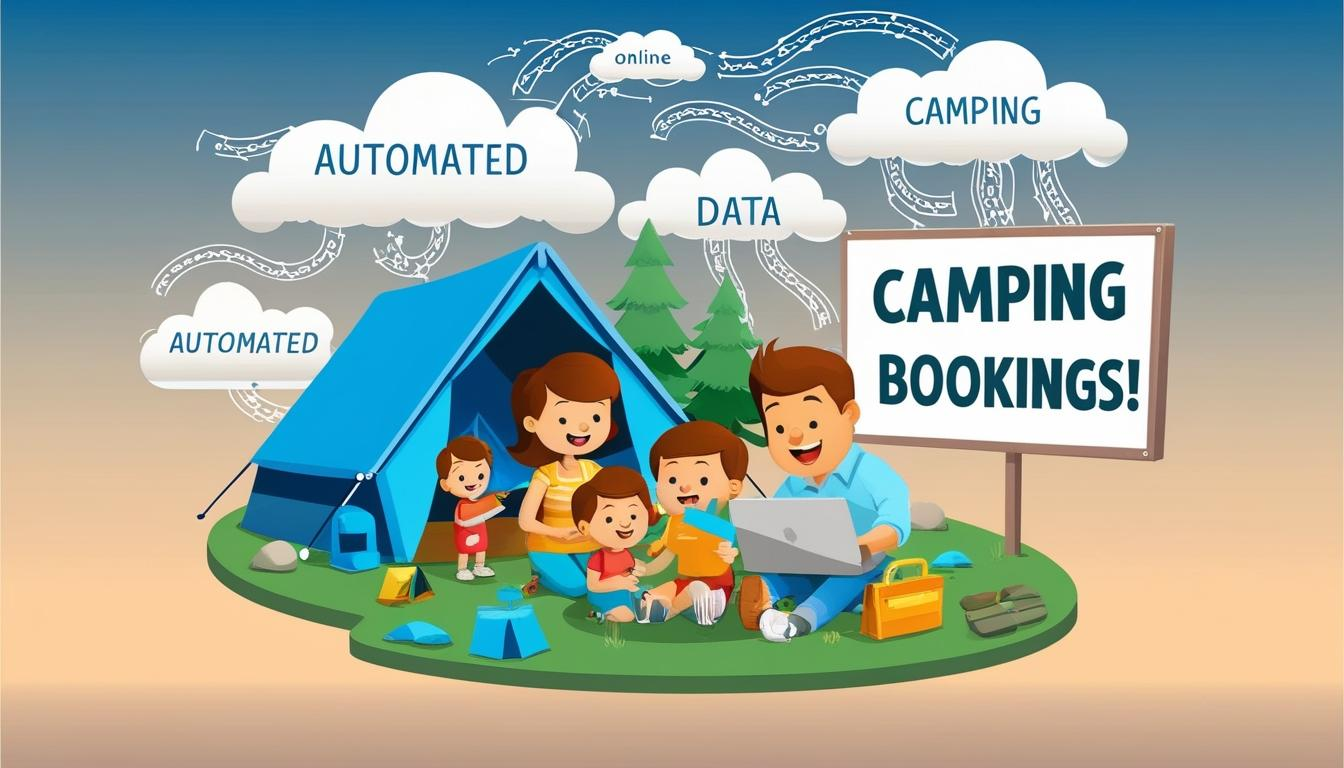 online
CAMPING
AUTOMATED
DATA
AUTOMATED
CAMPING
BOOKINGS!